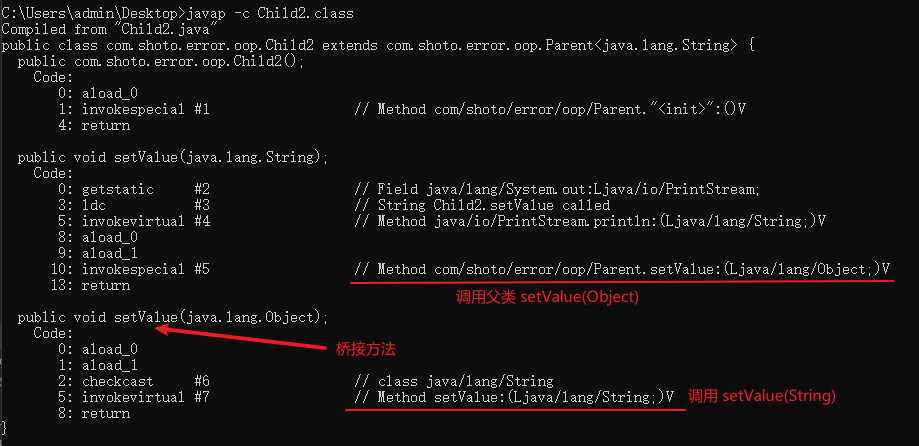 C:\Users\admin\Desktop>javap -c Child2.class
Compiled from "Child2.java"
public class com.shoto.error.oop.Child2 extends com.shoto.error.oop.Parent<java.lang.String> {
  public com.shoto.error.oop.Child2();
    Code:
       0: aload_0
       1: invokespecial #1                  // Method com/shoto/error/oop/Parent."<init>":()V
       4: return
  public void setValue(java.lang.String);
    Code:
       0: getstatic     #2                  // Field java/lang/System.out:Ljava/io/PrintStream;
       3: ldc           #3                  // String Child2.setValue called
       5: invokevirtual #4                  // Method java/io/PrintStream.println:(Ljava/lang/String;)V
       8: aload_0
       9: aload_1
      10: invokespecial #5                  // Method com/shoto/error/oop/Parent.setValue:(Ljava/lang/Object;)V
      13: return
调用父类 setValue(Object)
  public void setValue(java.lang.Object);
    Code:
桥接方法
       0: aload_0
       1: aload_1
       2: checkcast     #6                  // class java/lang/String
       5: invokevirtual #7                  // Method setValue:(Ljava/lang/String;)V 调用 setValue(String)
       8: return
}